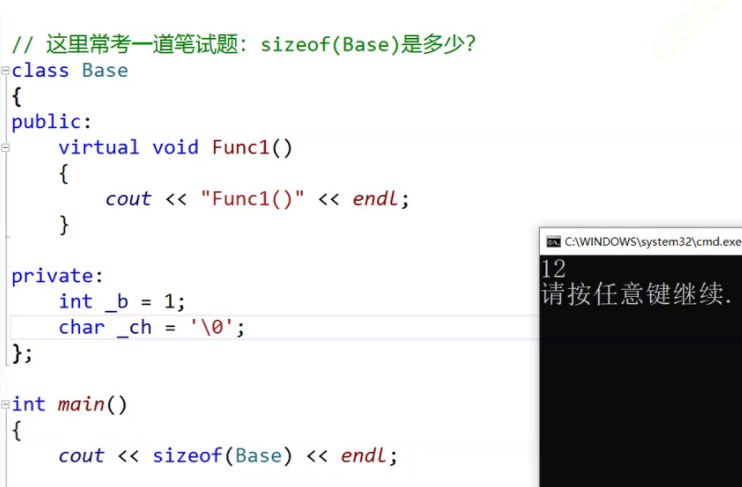 // 这里常考一道笔试题：sizeof(Base)是多少？
class Base
{
public:
    virtual void Func1()
    {
        cout << "Func1()" << endl;
    }
private:
    int _b = 1;
    char _ch = '\0';
};
int main()
{
    cout << sizeof(Base) << endl;
C:\WINDOWS\system32\cmd.exe
12
请按任意键继续.